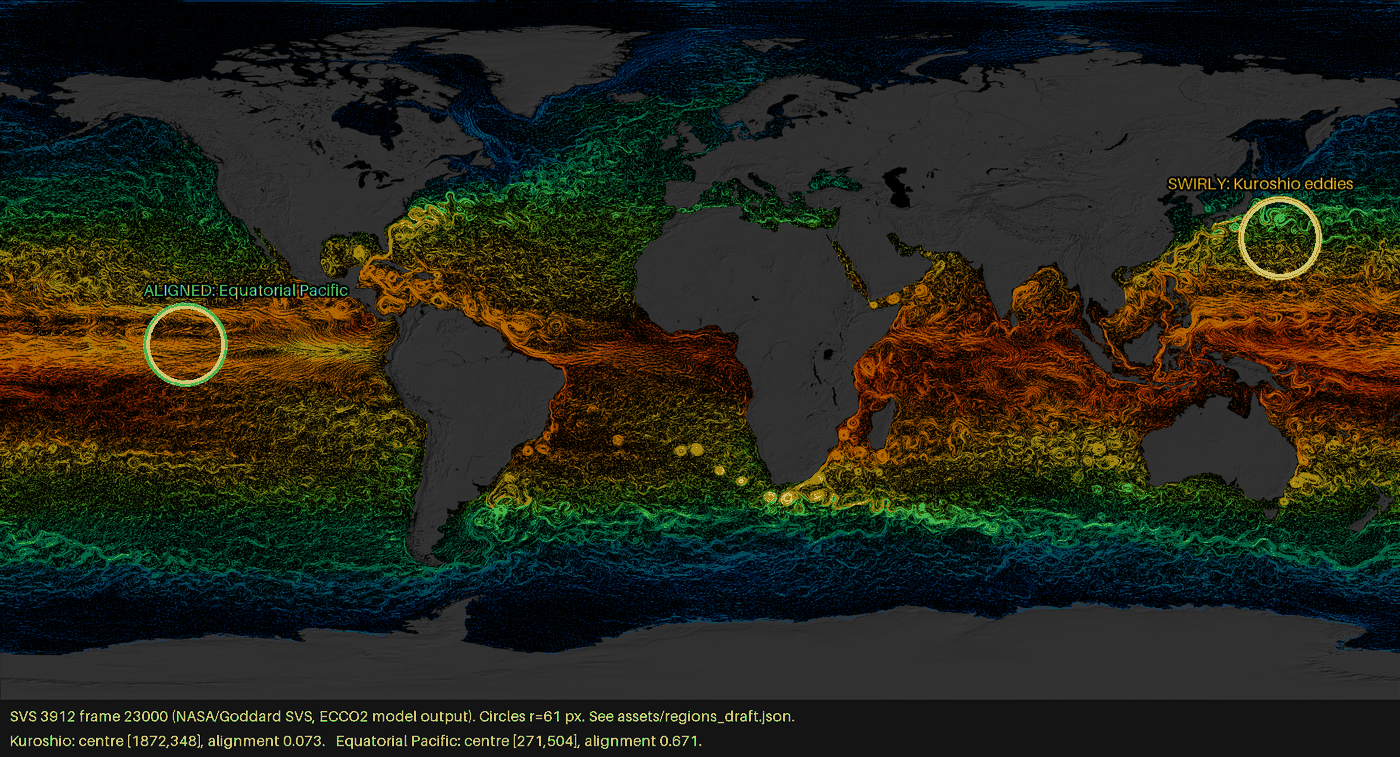 SWIRLY: Kuroshio eddies
ALIGNED: Equatorial Pacific
SVS 3912 frame 23000 (NASA/Goddard SVS, ECCO2 model output). Circles r=61 px. See assets/regions_draft.json.
Kuroshio: centre [1872,348], alignment 0.073.   Equatorial Pacific: centre [271,504], alignment 0.671.